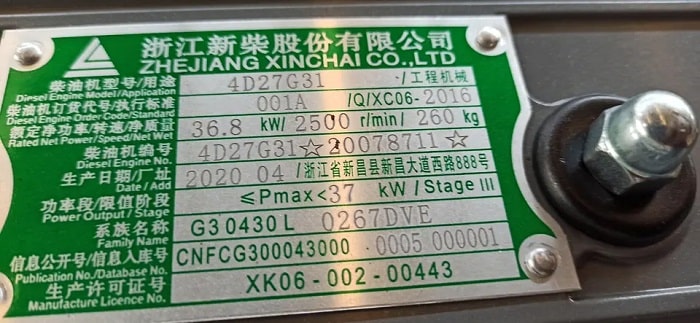 浙江新柴股份有限公司
ZHEJIANG XINCHAI CO.,LTD
柴油机型号/用途 4D27G31 /工程机械
Diesel Engine Model/Application
柴油机订货代号/执行标准 001A /Q/XC06-2016
Diesel Engine Order Code/Standard
额定净功率/转速/净质量 36.8 kW/ 2500 r/min/ 260 kg
Rated Net Power/Speed/Net Wet
柴油机编号 4D27G31☆20078711☆
Diesel Engine No.
生产日期/厂址 2020 04 /浙江省新昌县新昌大道西路888号
Date / Add
功率段/限值阶段 ≤Pmax<37 kW/Stage III
Power Output / Stage
系族名称 G30430L 0267DVE
Family Name
信息公开号/信息入库号 CNFCG300043000 0005 000001
Publication No./Database No.
生产许可证号 XK06-002-00443
Manufacture Licence No.